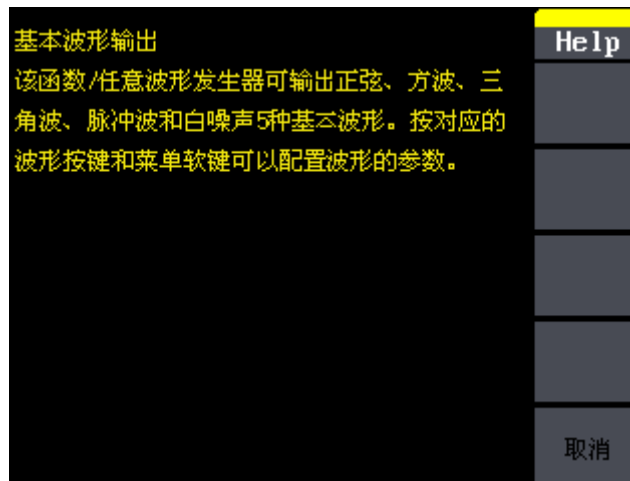 基本波形输出
Help
该函数/任意波形发生器可输出正弦、方波、三
角波、脉冲波和白噪声5种基本波形。按对应的
波形按键和菜单软键可以配置波形的参数。
取消